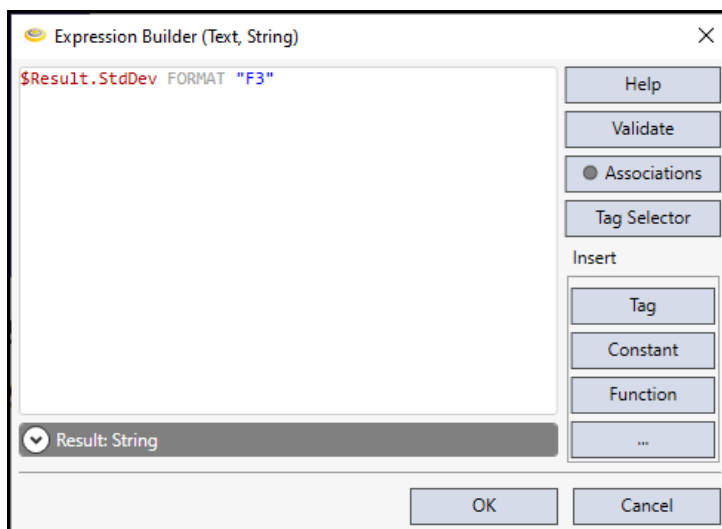 Expression Builder (Text, String)
$Result.StdDev FORMAT "F3"
Help
Validate
Associations
Tag Selector
Insert
Tag
Constant
Function
...
Result: String
OK
Cancel